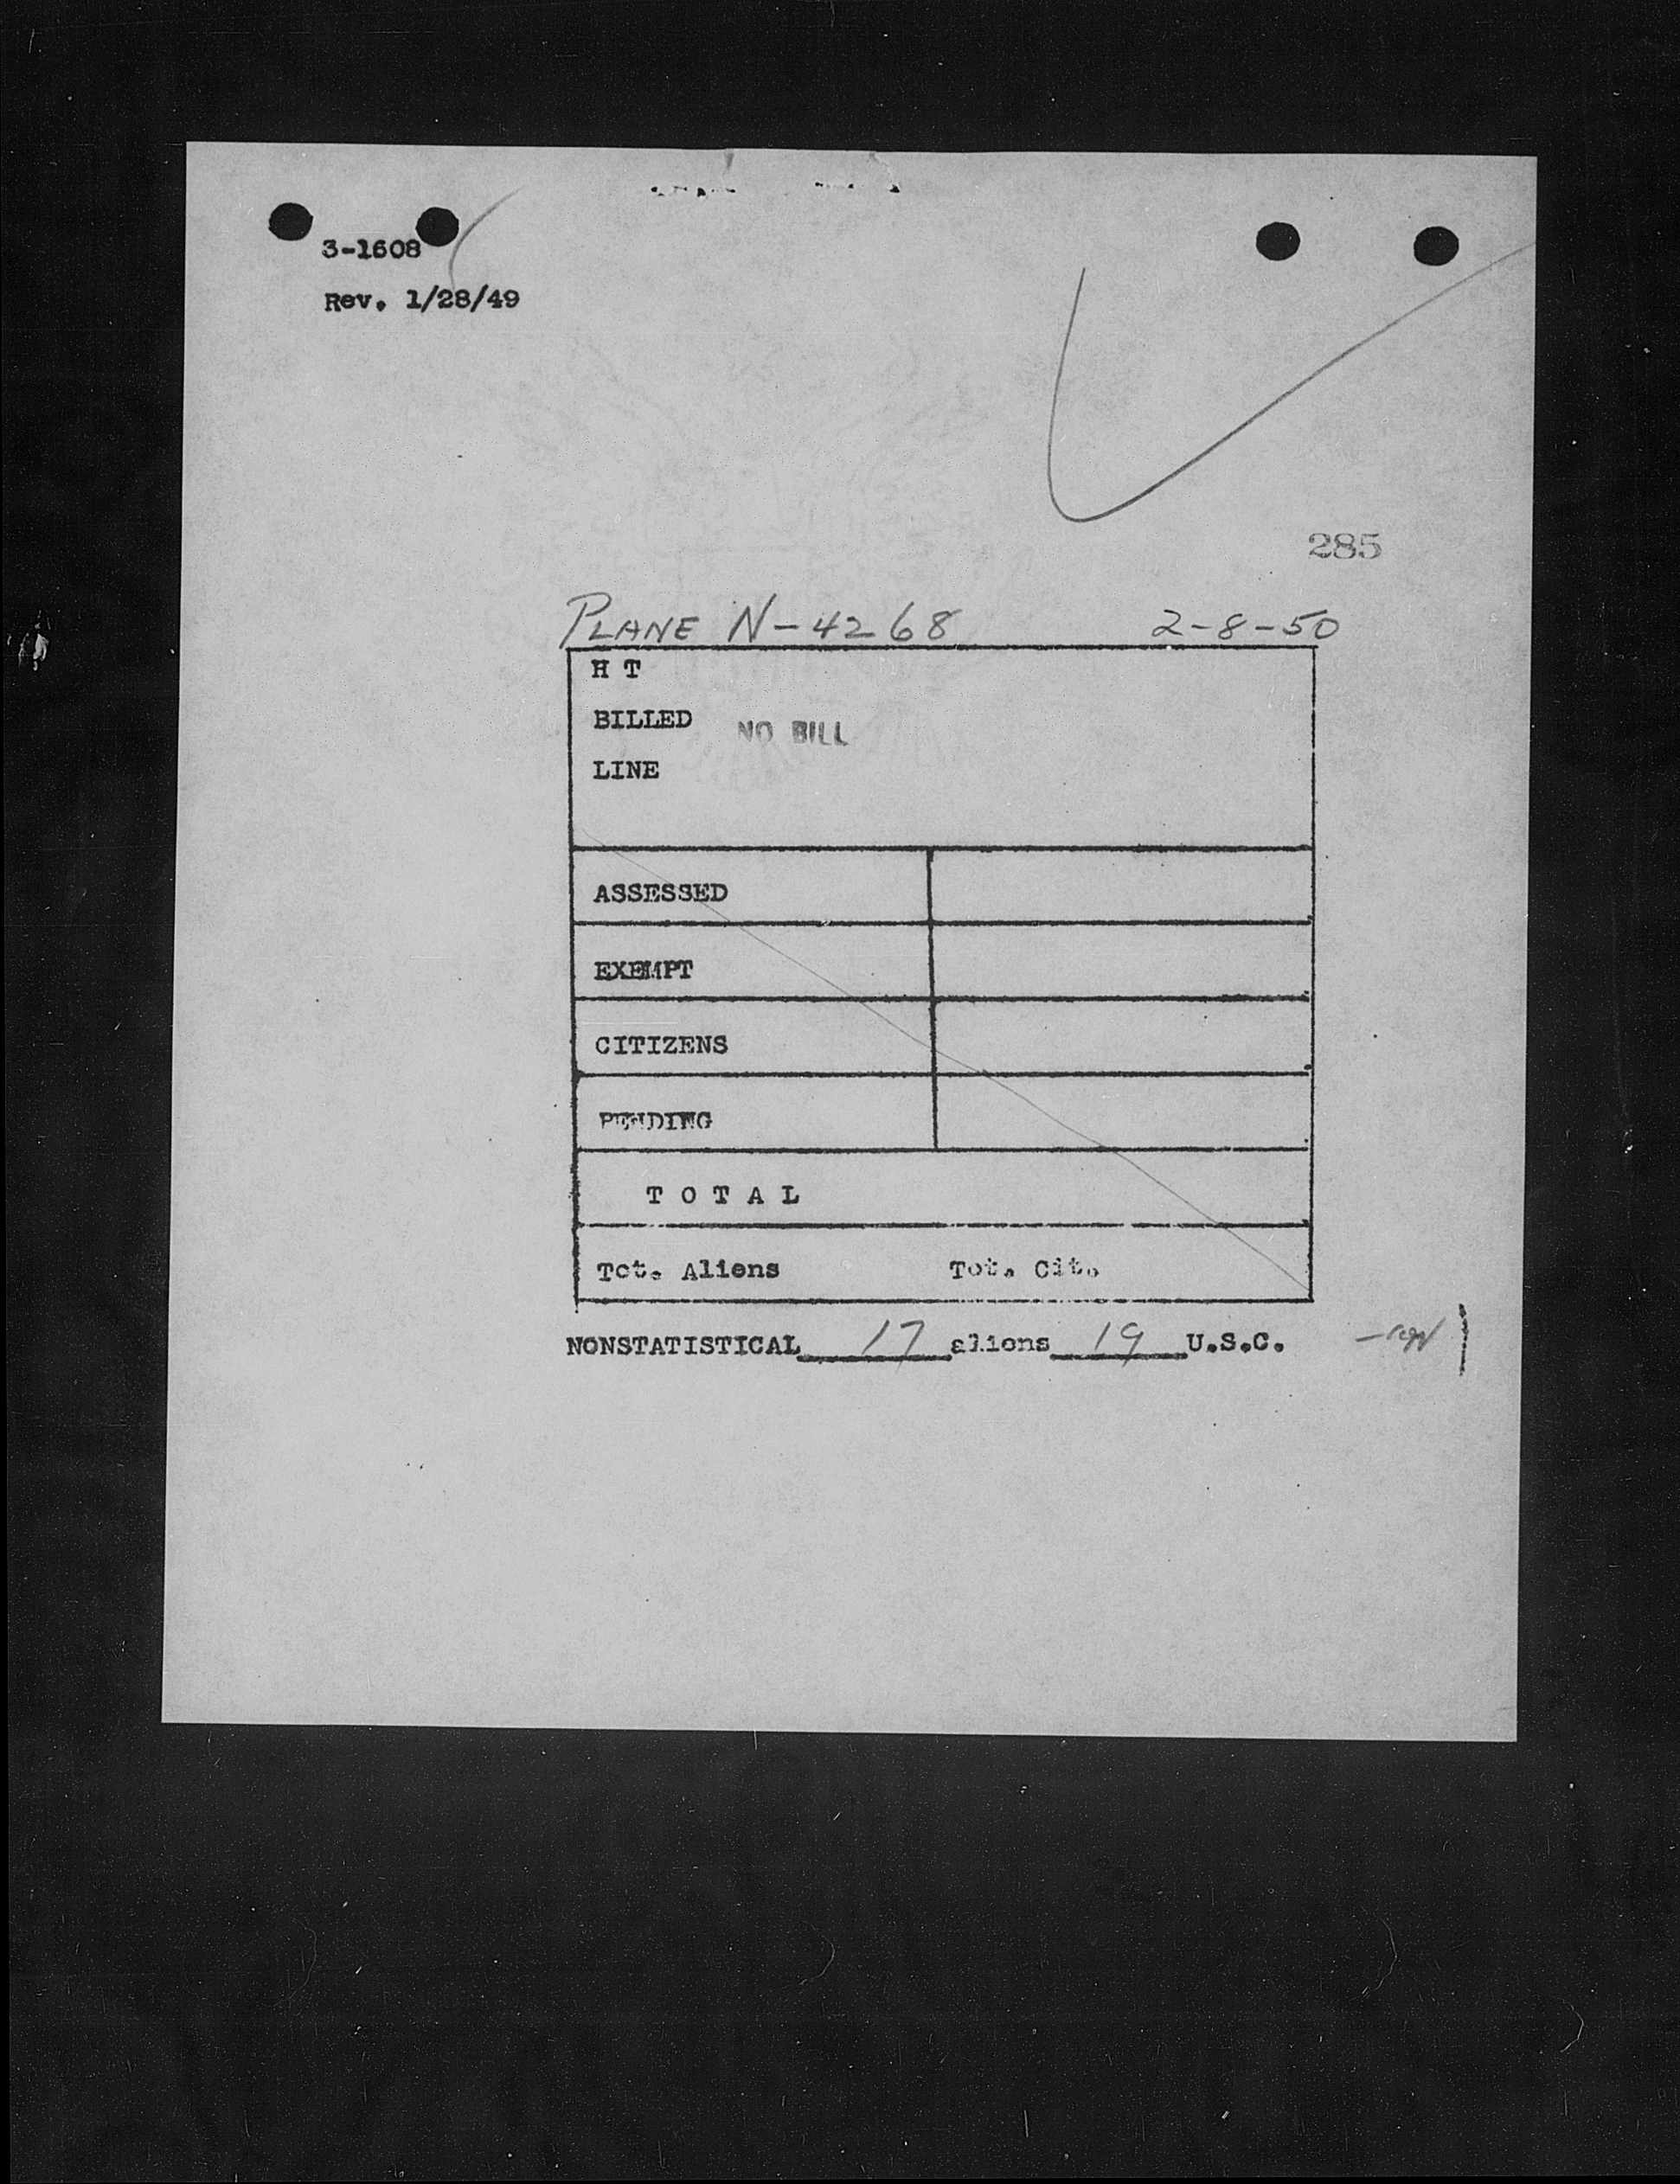 3-1608
Rev. 1/28/49
285
PLANE N-4268 2-8-50
H T
BILLED NO BILL
LINE
ASSESSED
EXEMPT
CITIZENS
PENDING
T O T A L
Tot. Aliens Tot. Cit.
NONSTATISTICAL 17 aliens 19 U.S.C.